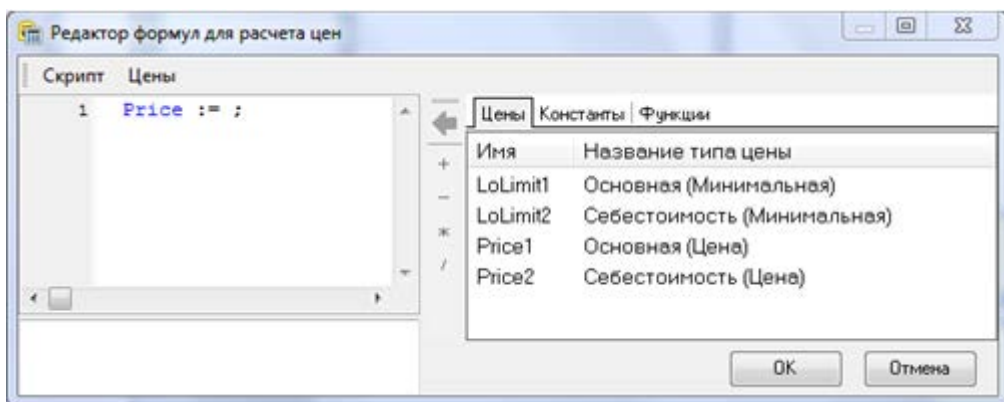 Редактор формул для расчета цен
Скрипт Цены
1 Price := ;
+
-
*
/
Цены Константы Функции
Имя Название типа цены
LoLimit1 Основная (Минимальная)
LoLimit2 Себестоимость (Минимальная)
Price1 Основная (Цена)
Price2 Себестоимость (Цена)
OK Отмена